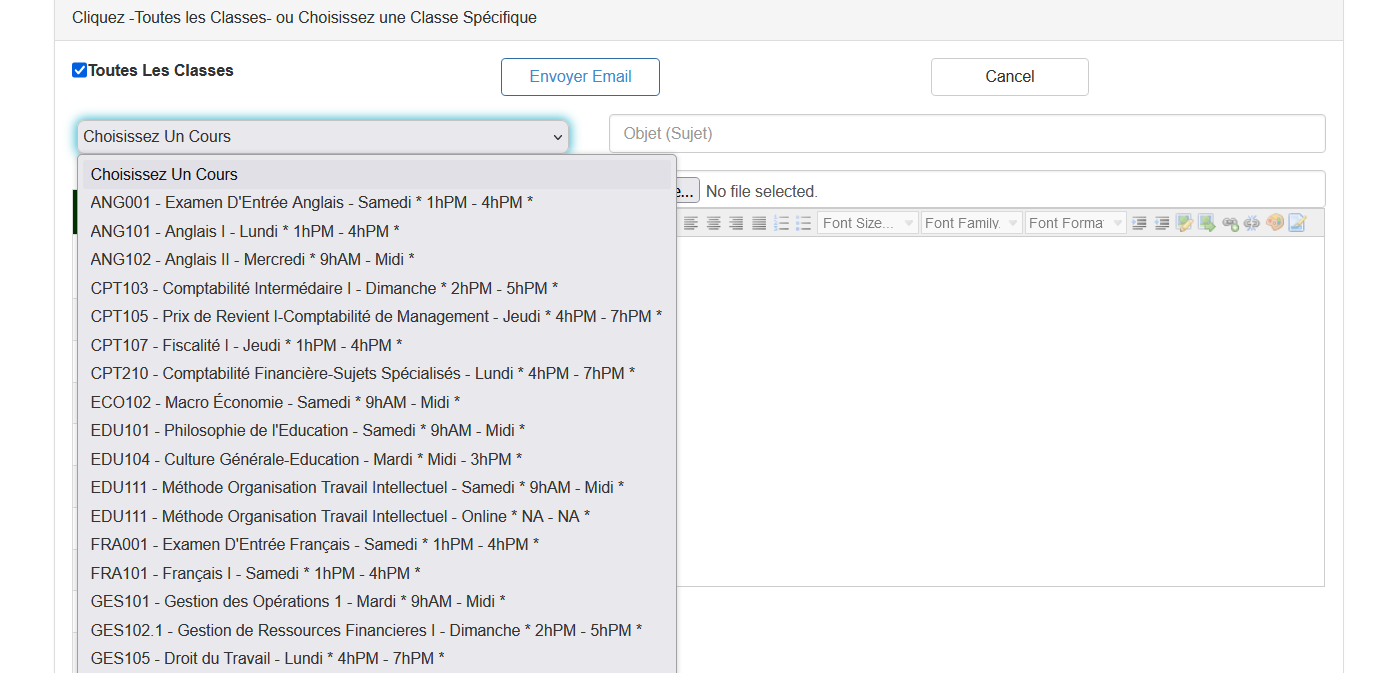 Cliquez -Toutes les Classes- ou Choisissez une Classe Spécifique
Toutes Les Classes
Envoyer Email
Cancel
Choisissez Un Cours
Objet (Sujet)
Choisissez Un Cours
e... No file selected.
ANG001 - Examen D'Entrée Anglais - Samedi * 1hPM - 4hPM *
Font Size... Font Family. Font Forma
ANG101 - Anglais I - Lundi * 1hPM - 4hPM *
ANG102 - Anglais II - Mercredi * 9hAM - Midi *
CPT103 - Comptabilité Intermédaire I - Dimanche * 2hPM - 5hPM *
CPT105 - Prix de Revient I-Comptabilité de Management - Jeudi * 4hPM - 7hPM *
CPT107 - Fiscalité I - Jeudi * 1hPM - 4hPM *
CPT210 - Comptabilité Financière-Sujets Spécialisés - Lundi * 4hPM - 7hPM *
ECO102 - Macro Économie - Samedi * 9hAM - Midi *
EDU101 - Philosophie de l'Education - Samedi * 9hAM - Midi *
EDU104 - Culture Générale-Education - Mardi * Midi - 3hPM *
EDU111 - Méthode Organisation Travail Intellectuel - Samedi * 9hAM - Midi *
EDU111 - Méthode Organisation Travail Intellectuel - Online * NA - NA *
FRA001 - Examen D'Entrée Français - Samedi * 1hPM - 4hPM *
FRA101 - Français I - Samedi * 1hPM - 4hPM *
GES101 - Gestion des Opérations 1 - Mardi * 9hAM - Midi *
GES102.1 - Gestion de Ressources Financieres I - Dimanche * 2hPM - 5hPM *
GES105 - Droit du Travail - Lundi * 4hPM - 7hPM *